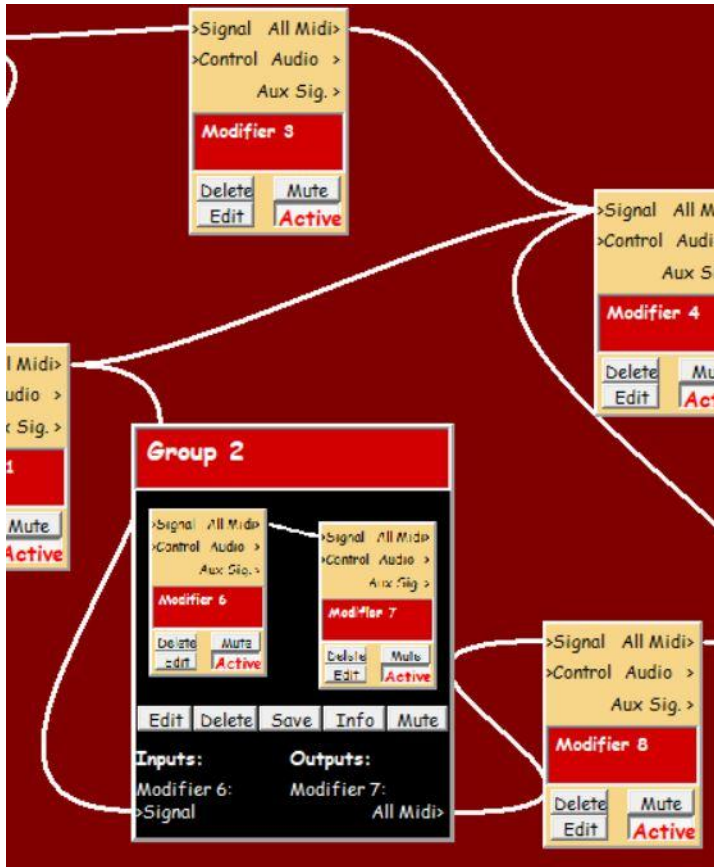 >Signal All Midi>
>Control Audio >
Aux Sig. >
Modifier 3
Delete Mute
Edit Active
>Signal All M
>Control Audi
Aux S
Modifier 4
Delete Mu
Edit Act
l Midi>
udio >
x Sig. >
1
Mute
Active
Group 2
>Signal All Midi>
>Control Audio >
Aux Sig. >
Modifier 6
Delete Mute
Edit Active
>Signal All Midi>
>Control Audio >
Aux Sig. >
Modifier 7
Delete Mute
Edit Active
Edit Delete Save Info Mute
Inputs: Outputs:
Modifier 6: Modifier 7:
>Signal All Midi>
>Signal All Midi>
>Control Audio >
Aux Sig. >
Modifier 8
Delete Mute
Edit Active